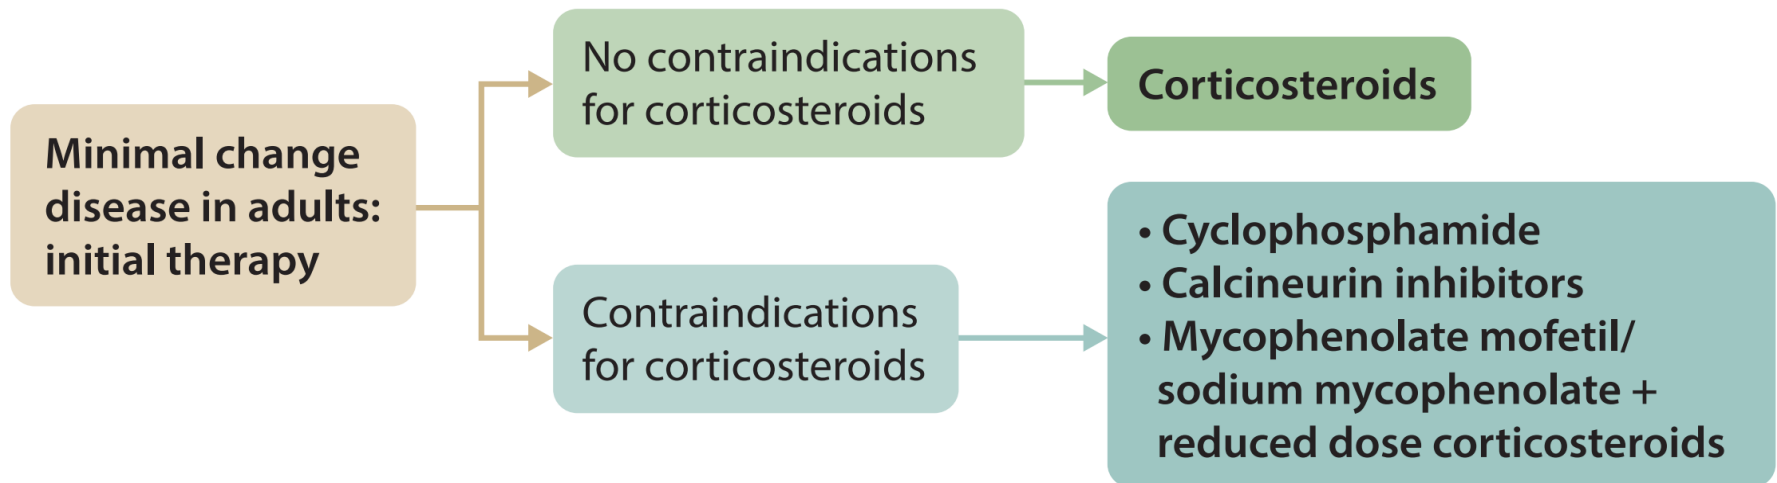 Minimal change
disease in adults:
initial therapy
No contraindications
for corticosteroids
Corticosteroids
Contraindications
for corticosteroids
• Cyclophosphamide
• Calcineurin inhibitors
• Mycophenolate mofetil/
sodium mycophenolate +
reduced dose corticosteroids